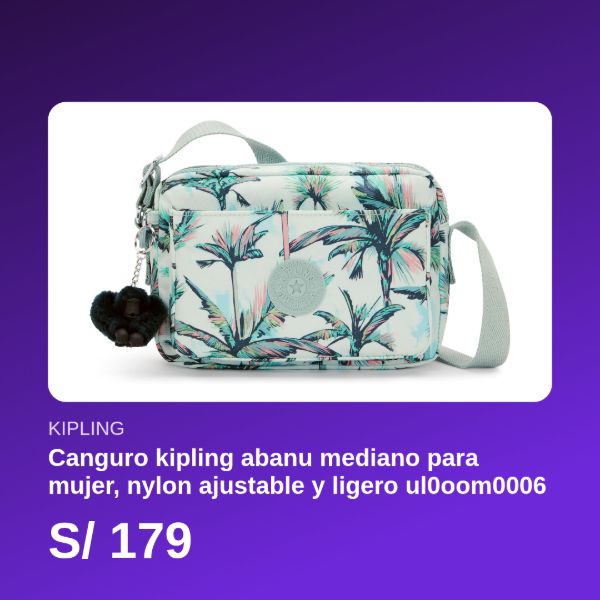 KIPLING
Canguro kipling abanu mediano para
mujer, nylon ajustable y ligero ul0oom0006
S/ 179